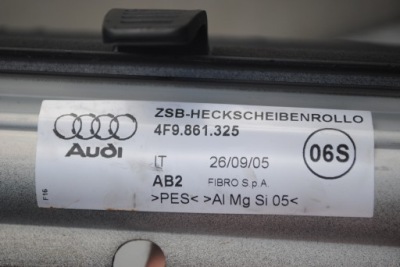 ZSB-HECKSCHEIBENROLLO
4F9.861.325
Audi
IT 26/09/05
06S
AB2 FIBRO S.p.A.
>PES< >Al Mg Si 05<
F16